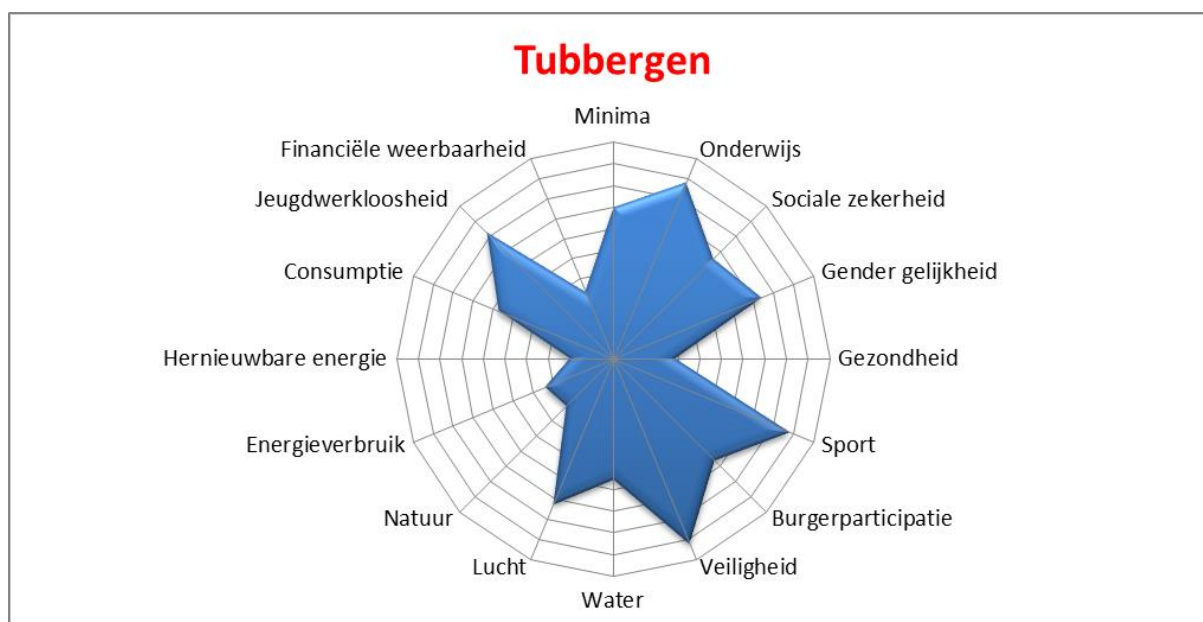 Tubbergen
Minima
Financiële weerbaarheid
Onderwijs
Jeugdwerkloosheid
Sociale zekerheid
Consumptie
Gender gelijkheid
Hernieuwbare energie
Gezondheid
Energieverbruik
Sport
Natuur
Burgerparticipatie
Lucht
Veiligheid
Water